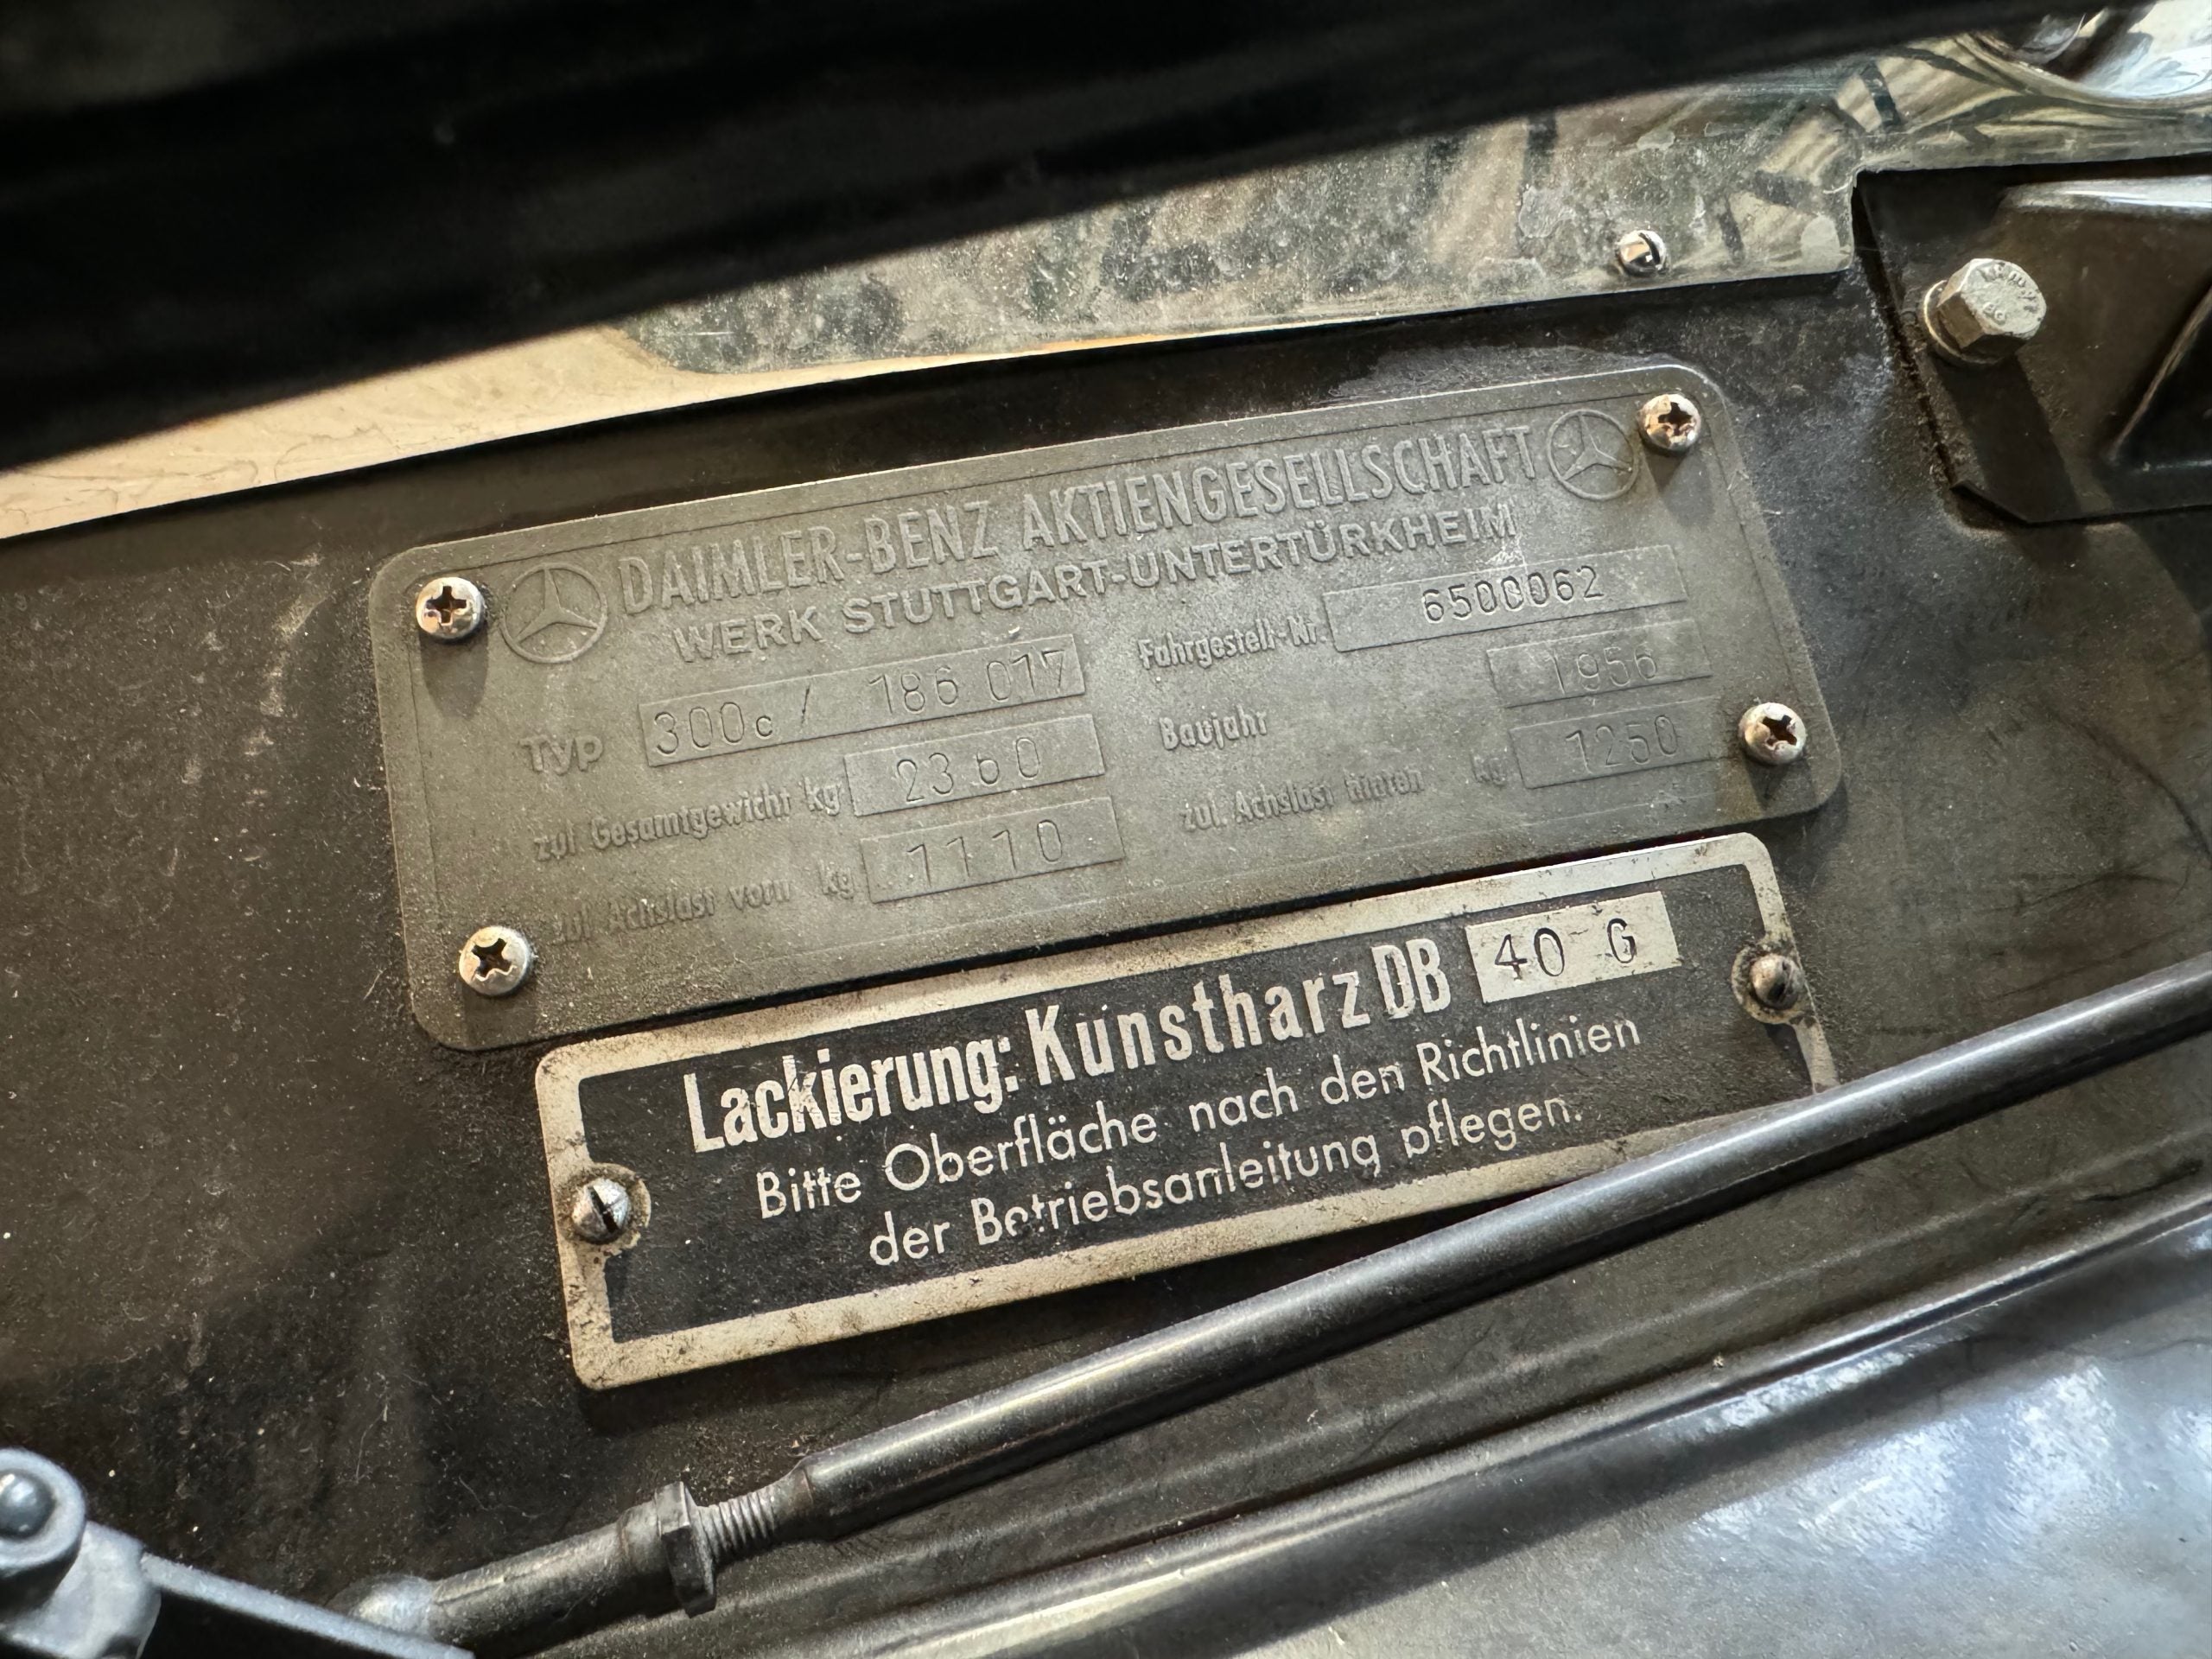 DAIMLER-BENZ AKTIENGESELLSCHAFT
WERK STUTTGART-UNTERTÜRKHEIM
Typ 300c / 186 017 Fahrgestell-Nr. 6500062
zul Gesamtgewicht kg 2360 Baujahr 1956
zul. Achslast vorn kg 1110 zul. Achslast hinten kg 1250
Lackierung: Kunstharz DB 40 G
Bitte Oberfläche nach den Richtlinien
der Betriebsanleitung pflegen.